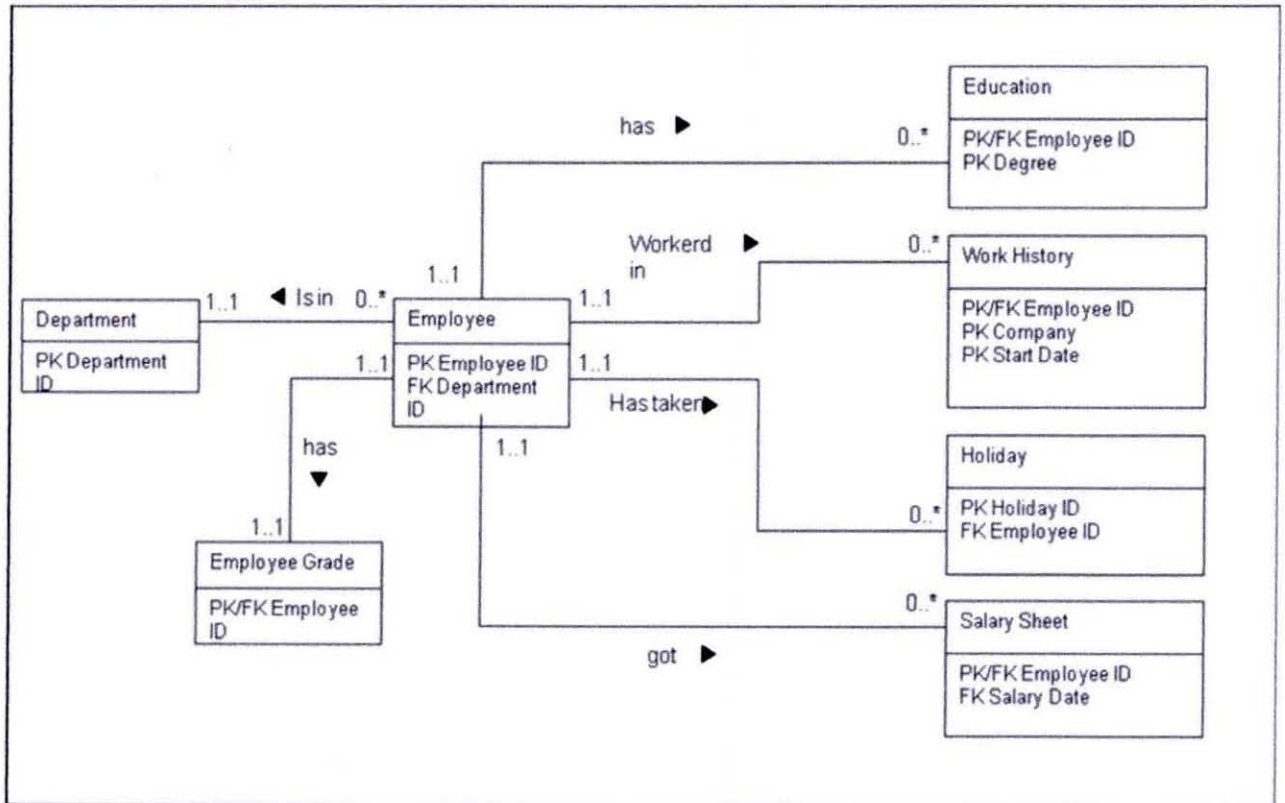 Education
PK/FK Employee ID
PK Degree
has
0..*
Workerd
in
0..*
Work History
PK/FK Employee ID
PK Company
PK Start Date
1..1
1..1
Is in
0..*
1..1
Department
PK Department
ID
Employee
PK Employee ID
FK Department
ID
1..1
1..1
Has taken
1..1
has
1..1
Employee Grade
PK/FK Employee
ID
Holiday
PK Holiday ID
FK Employee ID
0..*
0..*
got
Salary Sheet
PK/FK Employee ID
FK Salary Date